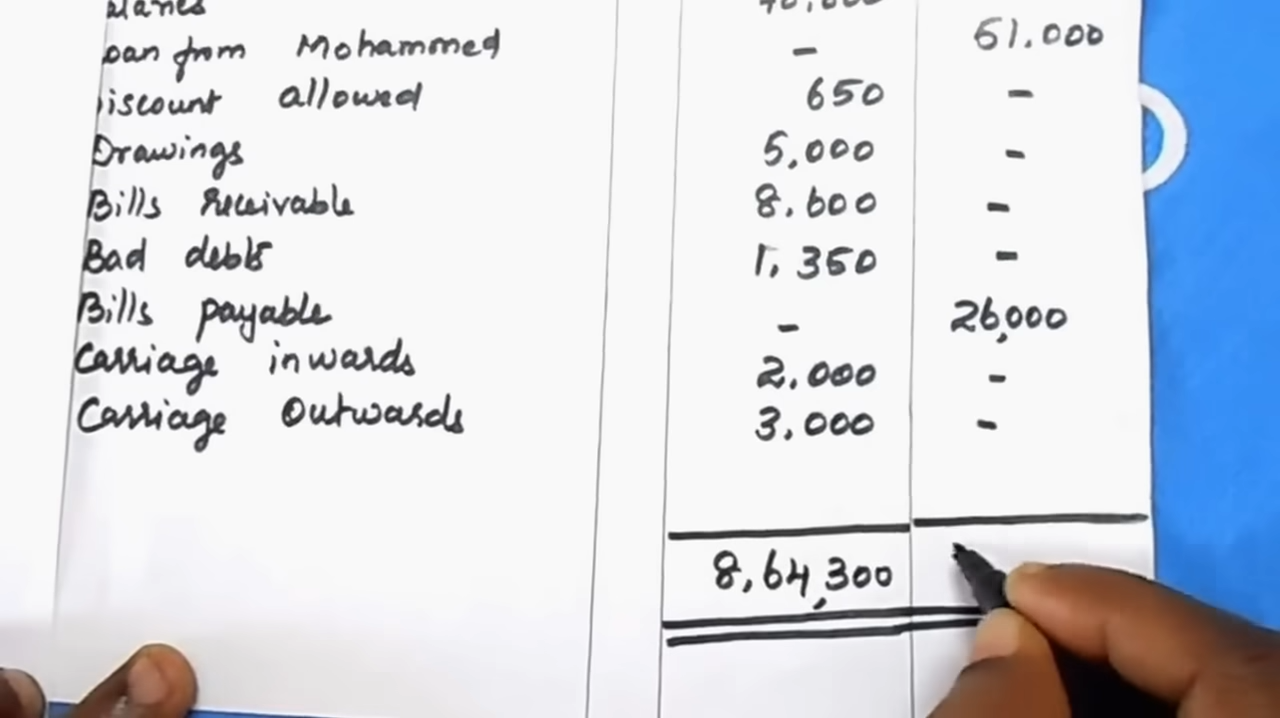 oan from Mohammed - 51.000
iscount allowed 650 -
Drawings 5,000 -
Bills receivable 8.600 -
Bad debts 1,350 -
Bills payable - 26,000
Carriage inwards 2.000 -
Carriage Outwards 3.000 -
8,64,300